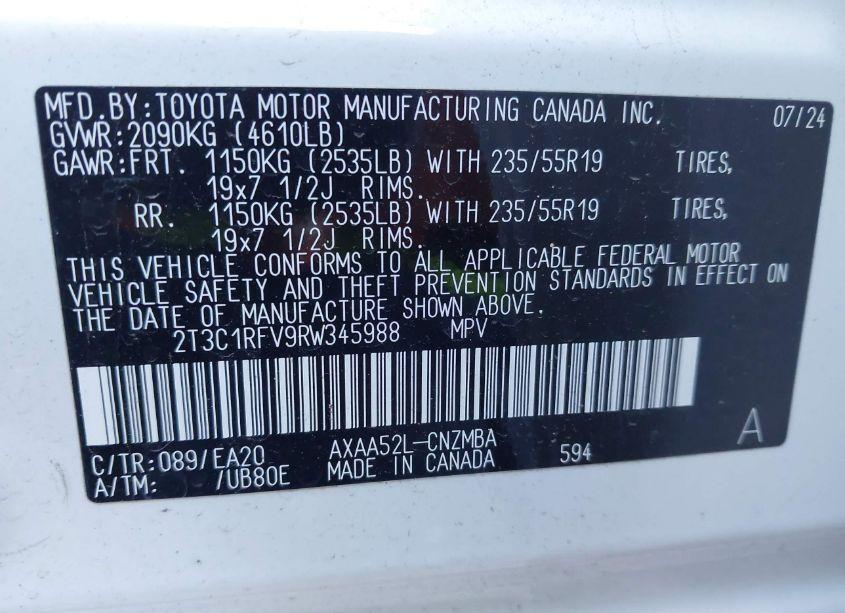 MFD.BY:TOYOTA MOTOR MANUFACTURING CANADA INC. 07/24
GVWR:2090KG (4610LB)
GAWR:FRT. 1150KG (2535LB) WITH 235/55R19 TIRES,
19x7 1/2J RIMS.
RR. 1150KG (2535LB) WITH 235/55R19 TIRES,
19x7 1/2J RIMS.
THIS VEHICLE CONFORMS TO ALL APPLICABLE FEDERAL MOTOR
VEHICLE SAFETY AND THEFT PREVENTION STANDARDS IN EFFECT ON
THE DATE OF MANUFACTURE SHOWN ABOVE.
2T3C1RFV9RW345988 MPV
A
C/TR:089/EA20 AXAA52L-CNZMBA 594
A/TM: /UB80E MADE IN CANADA